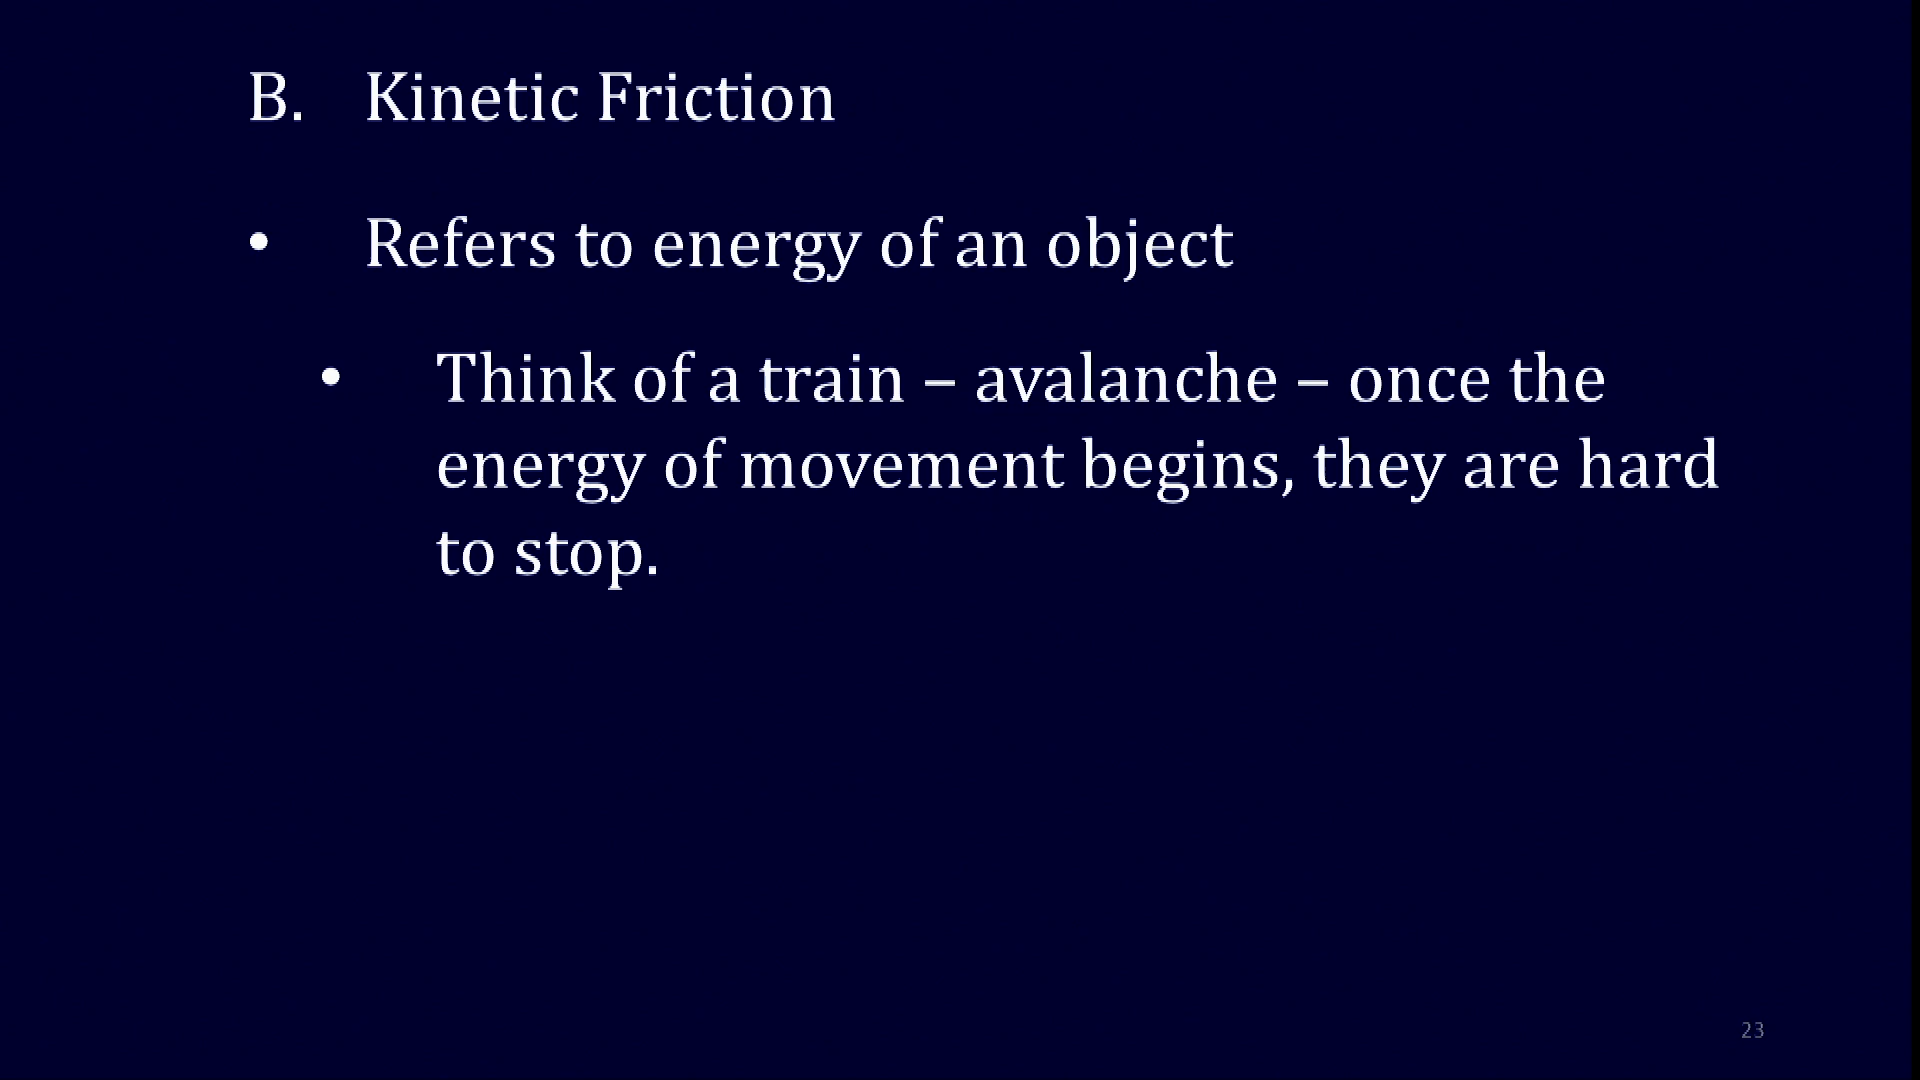 B. Kinetic Friction
• Refers to energy of an object
• Think of a train – avalanche – once the
energy of movement begins, they are hard
to stop.
23